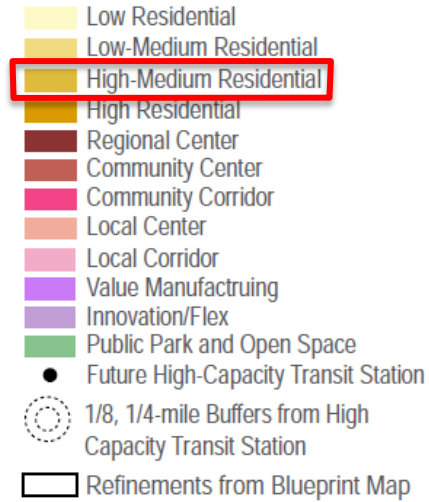 Low Residential
Low-Medium Residential
High-Medium Residential
High Residential
Regional Center
Community Center
Community Corridor
Local Center
Local Corridor
Value Manufactruing
Innovation/Flex
Public Park and Open Space
Future High-Capacity Transit Station
1/8, 1/4-mile Buffers from High
Capacity Transit Station
Refinements from Blueprint Map